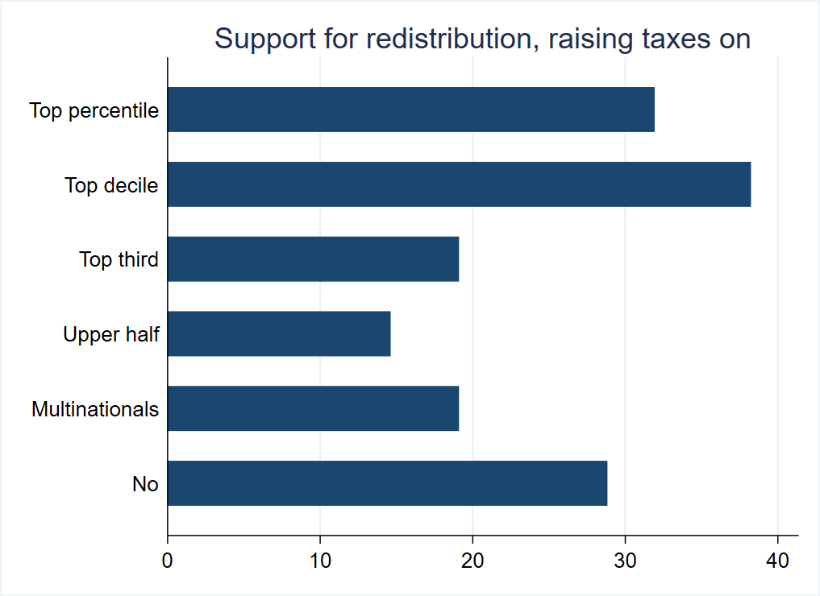 Support for redistribution, raising taxes on
Top percentile
Top decile
Top third
Upper half
Multinationals
No
0 10 20 30 40